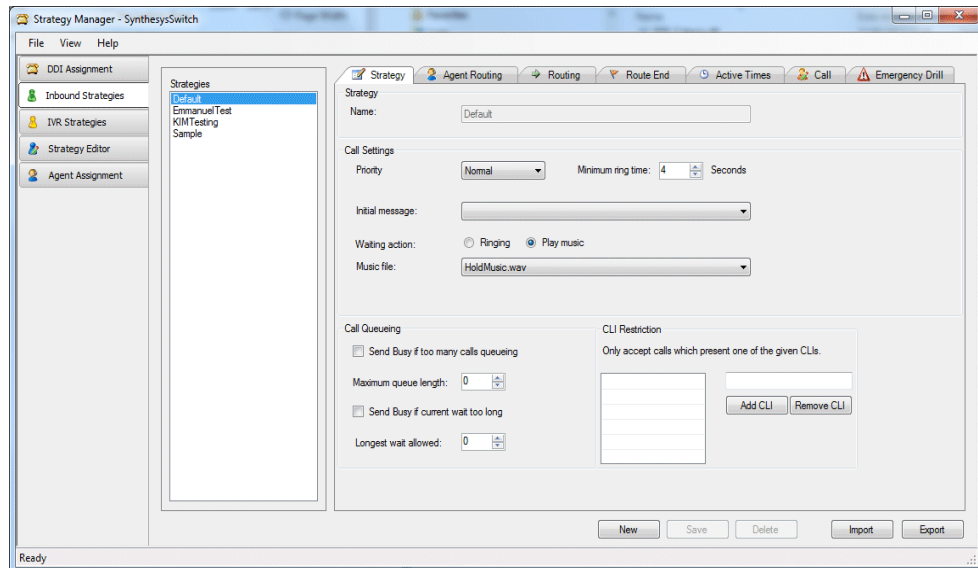 Strategy Manager - SynthesysSwitch
File View Help
DDI Assignment
Inbound Strategies
IVR Strategies
Strategy Editor
Agent Assignment
Strategies
Default
EmmanuelTest
KIMTesting
Sample
Strategy Agent Routing Routing Route End Active Times Call Emergency Drill
Strategy
Name: Default
Call Settings
Priority Normal Minimum ring time: 4 Seconds
Initial message:
Waiting action: Ringing Play music
Music file: HoldMusic.wav
Call Queueing
Send Busy if too many calls queueing
Maximum queue length: 0
Send Busy if current wait too long
Longest wait allowed: 0
CLI Restriction
Only accept calls which present one of the given CLIs.
Add CLI Remove CLI
New Save Delete Import Export
Ready